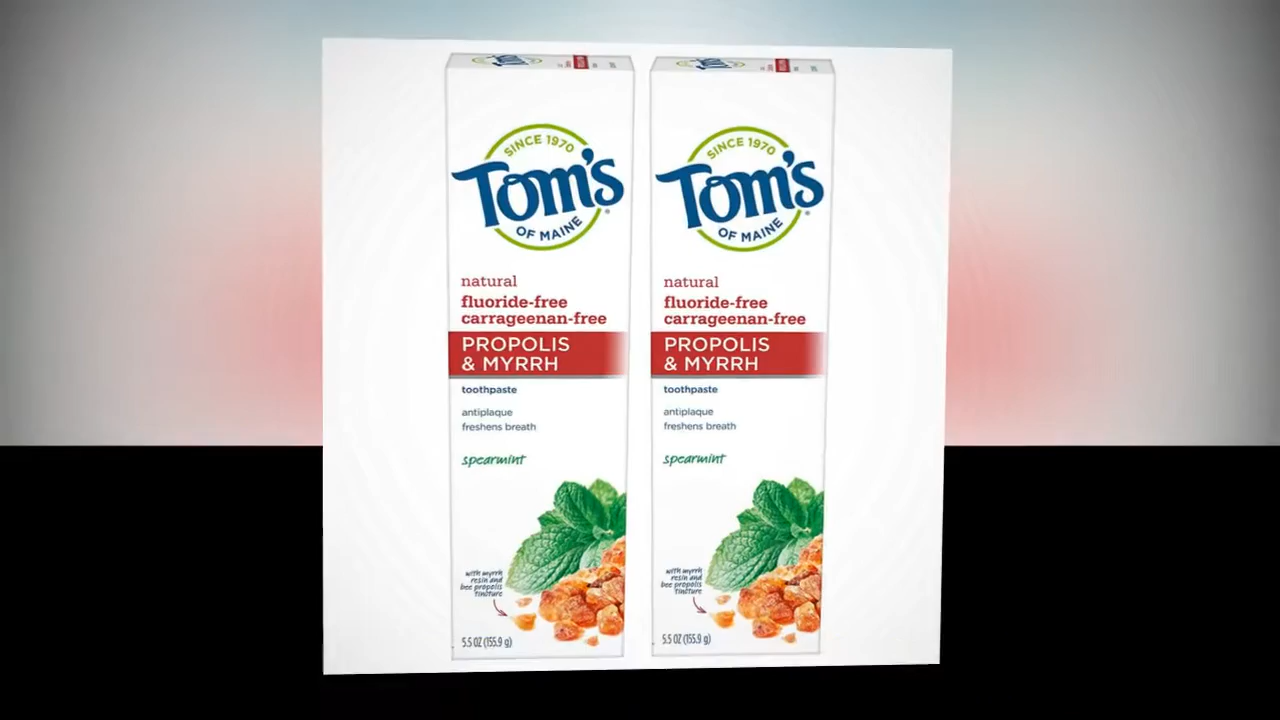 SINCE 1970
TOM'S
OF MAINE
natural
fluoride-free
carrageenan-free
PROPOLIS
& MYRRH
toothpaste
antiplaque
freshens breath
spearmint
with myrrh
resin and
bee propolis
tincture
5.5 OZ (155.9 g)
SINCE 1970
TOM'S
OF MAINE
natural
fluoride-free
carrageenan-free
PROPOLIS
& MYRRH
toothpaste
antiplaque
freshens breath
spearmint
with myrrh
resin and
bee propolis
tincture
5.5 OZ (155.9 g)